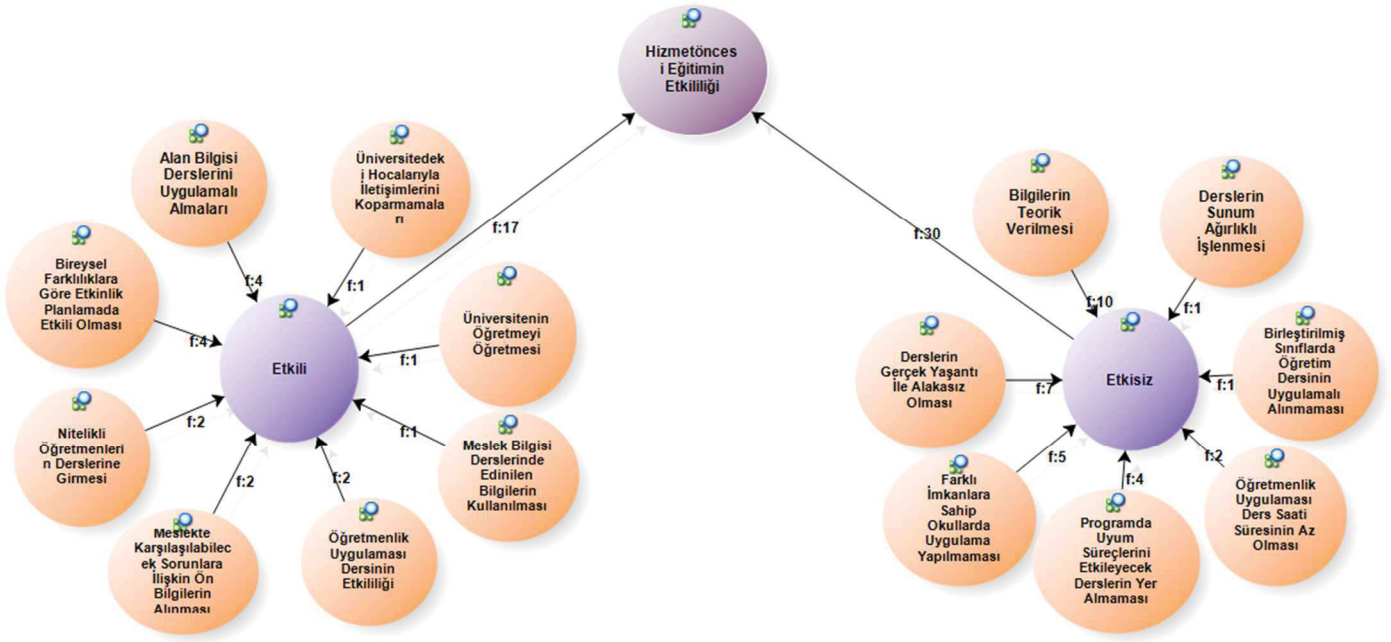 Hizmetönces
i Eğitimin
Etkililiği
Alan Bilgisi
Derslerini
Uygulamalı
Almaları
Üniversitedek
i Hocalarıyla
İletişimlerini
Koparmamala
rı
Bireysel
Farklılıklara
Göre Etkinlik
Planlamada
Etkili Olması
Üniversitenin
Öğretmeyi
Öğretmesi
Nitelikli
Öğretmenleri
n Derslerine
Girmesi
Meslekte
Karşılaşılabilec
ek Sorunlara
İlişkin Ön
Bilgilerin
Alınması
Öğretmenlik
Uygulaması
Dersinin
Etkililiği
Meslek Bilgisi
Derslerinde
Edinilen
Bilgilerin
Kullanılması
Etkili
f:4
f:1
f:4
f:1
f:2
f:2
f:2
f:1
f:17
f:30
Bilgilerin
Teorik
Verilmesi
Derslerin
Sunum
Ağırlıklı
İşlenmesi
Derslerin
Gerçek Yaşantı
İle Alakasız
Olması
Birleştirilmiş
Sınıflarda
Öğretim
Dersinin
Uygulamalı
Alınmaması
Farklı
İmkanlara
Sahip
Okullarda
Uygulama
Yapılmaması
Programda
Uyum
Süreçlerini
Etkileyecek
Derslerin Yer
Almaması
Öğretmenlik
Uygulaması
Ders Saati
Süresinin Az
Olması
Etkisiz
f:10
f:1
f:7
f:1
f:5
f:4
f:2